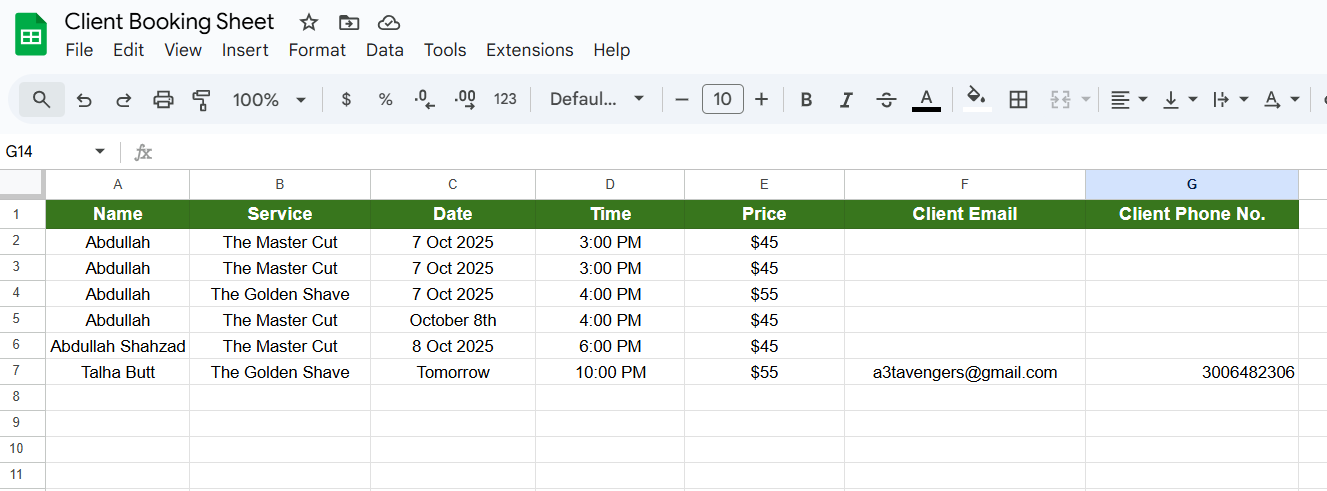 Client Booking Sheet
File Edit View Insert Format Data Tools Extensions Help
100% $ % .0 .00 123 Defaul... 10 B I S A A
G14 fx
A B C D E F G
1 Name Service Date Time Price Client Email Client Phone No.
2 Abdullah The Master Cut 7 Oct 2025 3:00 PM $45
3 Abdullah The Master Cut 7 Oct 2025 3:00 PM $45
4 Abdullah The Golden Shave 7 Oct 2025 4:00 PM $55
5 Abdullah The Master Cut October 8th 4:00 PM $45
6 Abdullah Shahzad The Master Cut 8 Oct 2025 6:00 PM $45
7 Talha Butt The Golden Shave Tomorrow 10:00 PM $55 a3tavengers@gmail.com 3006482306
8
9
10
11